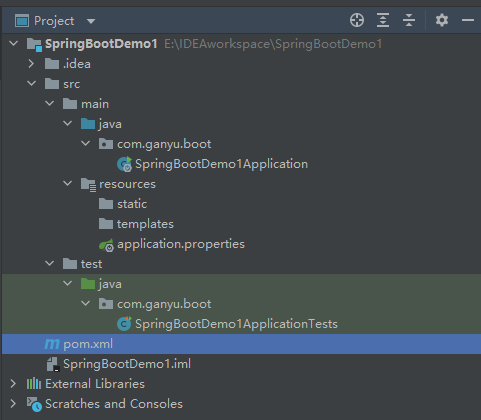 Project
SpringBootDemo1 E:\IDEAworkspace\SpringBootDemo1
.idea
src
main
java
com.ganyu.boot
SpringBootDemo1Application
resources
static
templates
application.properties
test
java
com.ganyu.boot
SpringBootDemo1ApplicationTests
pom.xml
SpringBootDemo1.iml
External Libraries
Scratches and Consoles